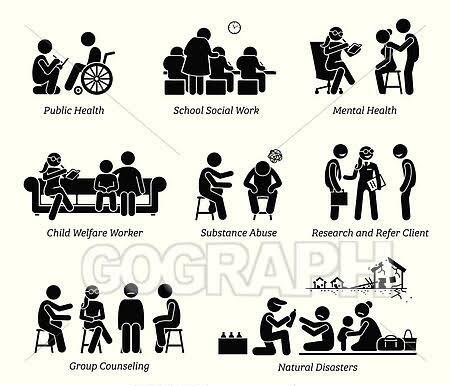 Public Health
School Social Work
Mental Health
Child Welfare Worker
Substance Abuse
Research and Refer Client
GOGRAPH
Group Counseling
Natural Disasters